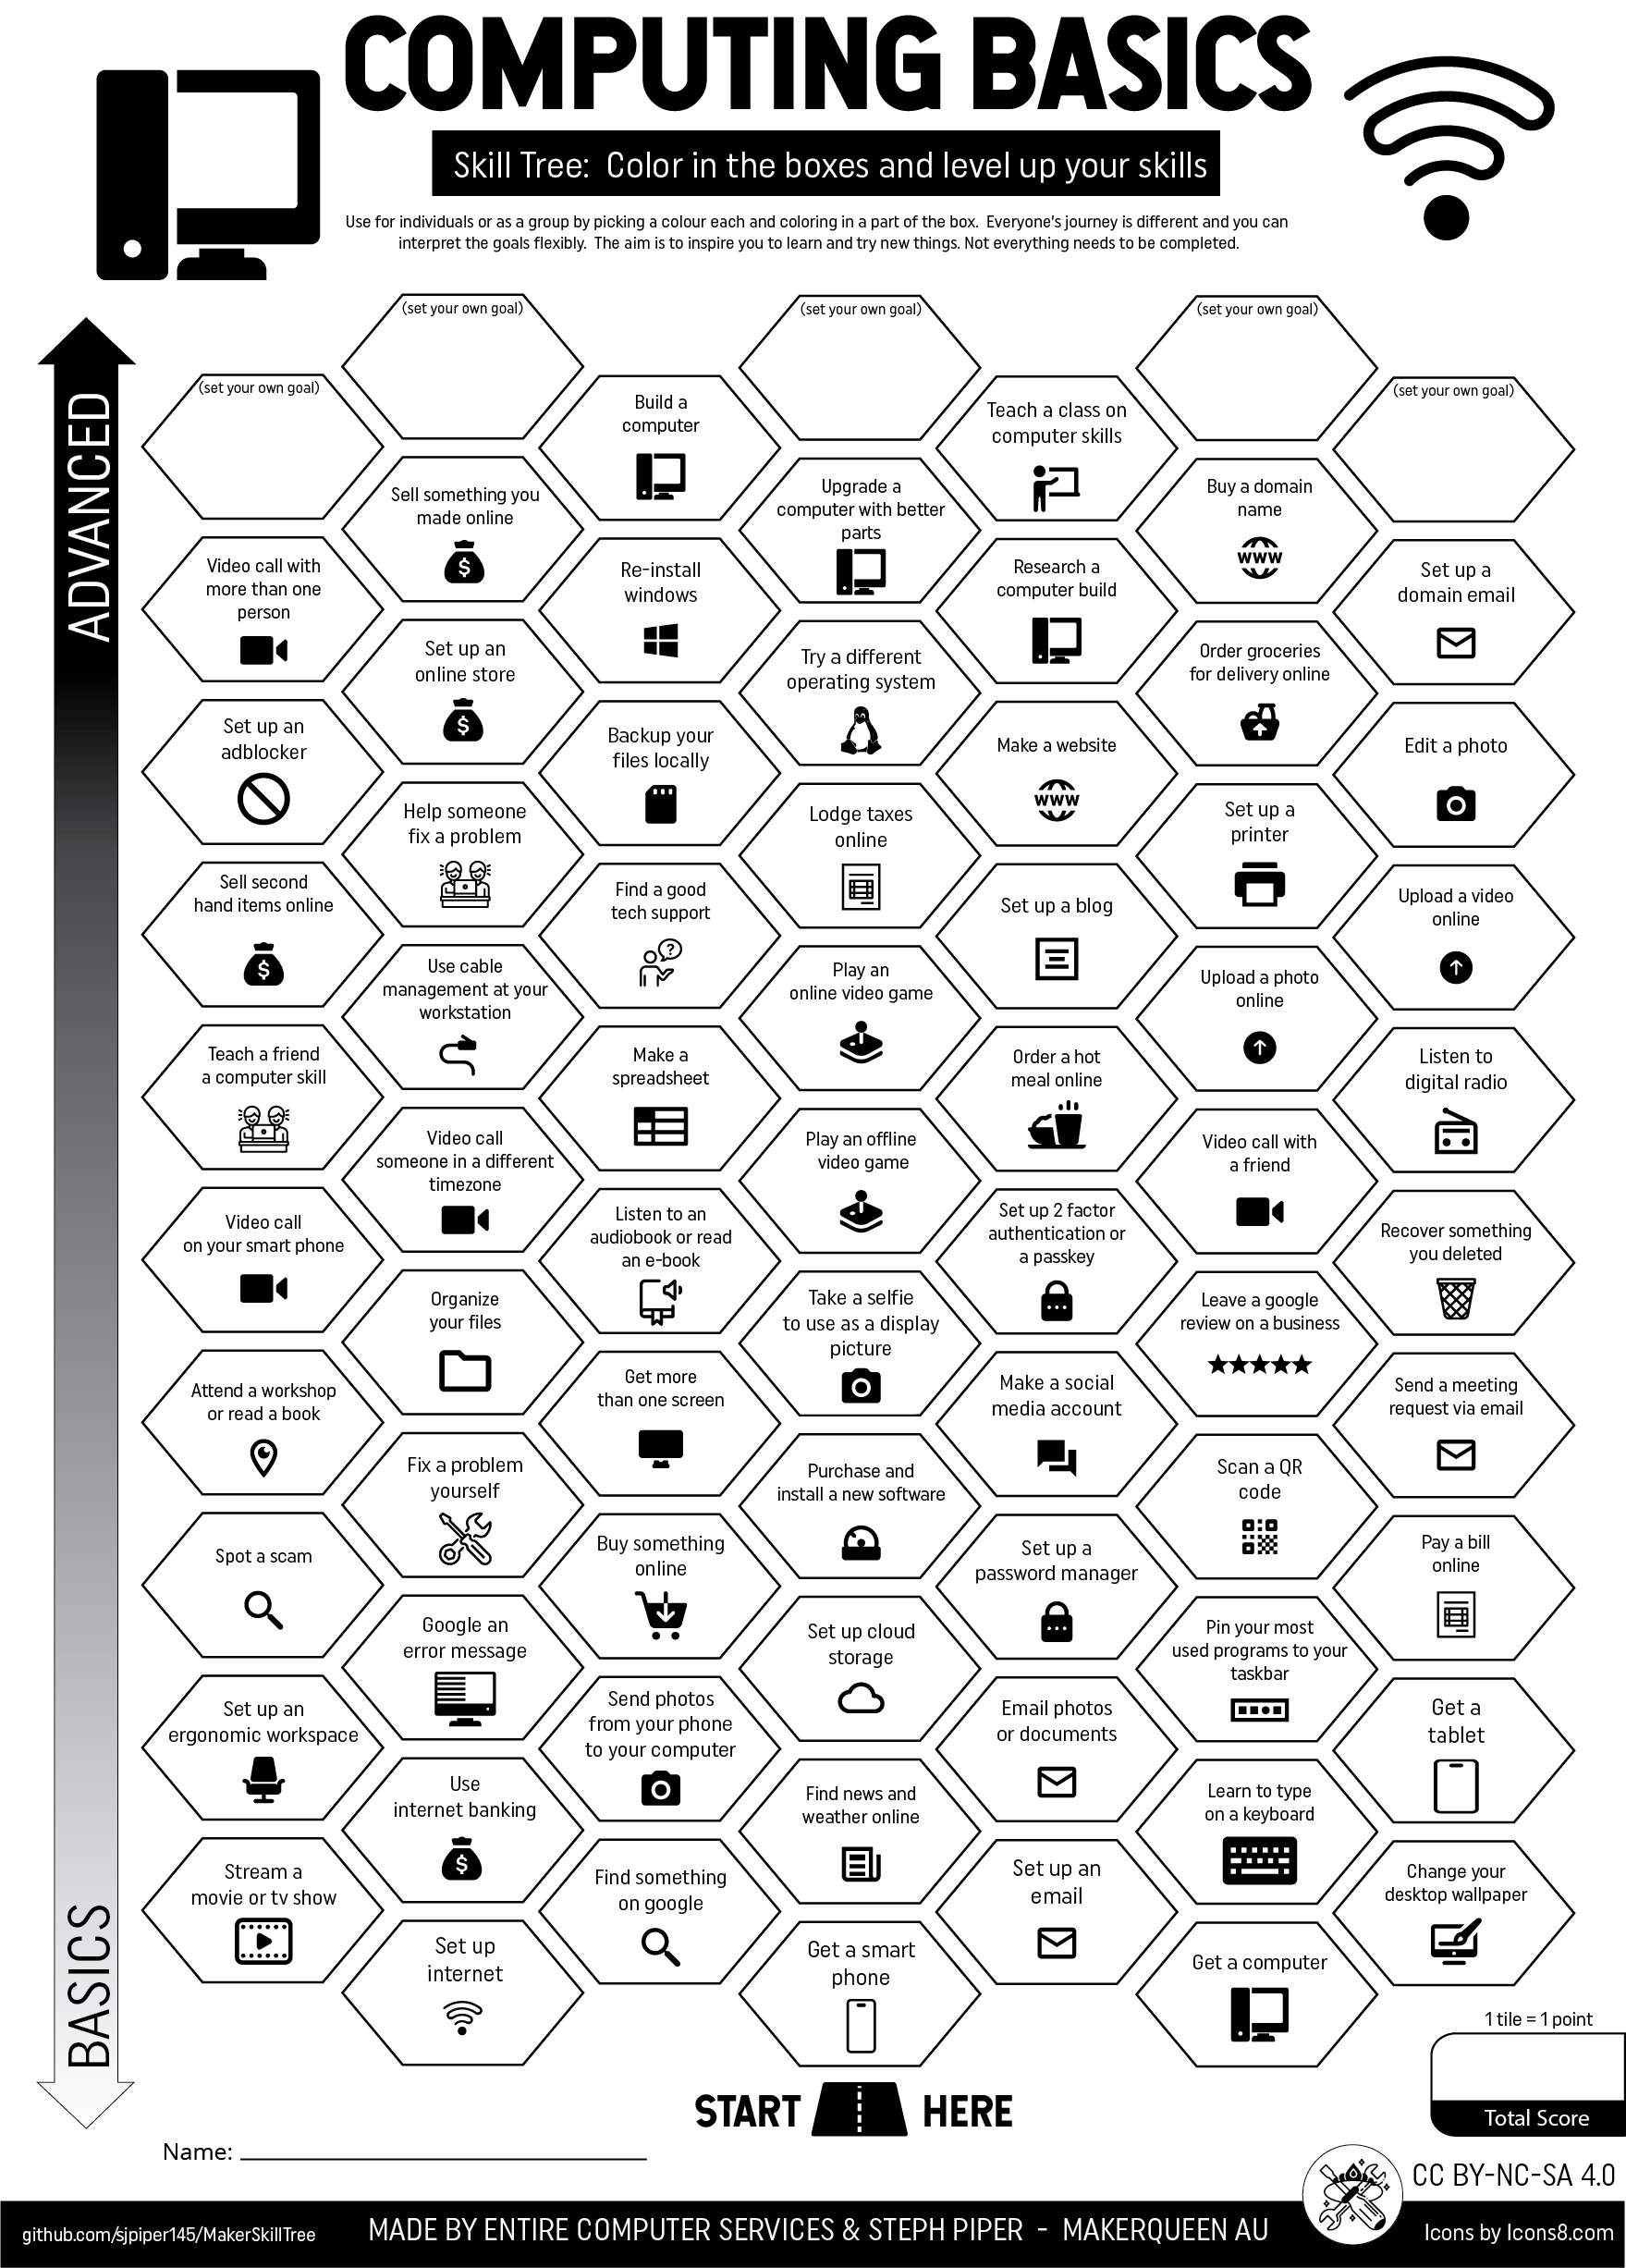 COMPUTING BASICS
Skill Tree: Color in the boxes and level up your skills
Use for individuals or as a group by picking a colour each and coloring in a part of the box. Everyone's journey is different and you can
interpret the goals flexibly. The aim is to inspire you to learn and try new things. Not everything needs to be completed.
ADVANCED
BASICS
(set your own goal)
(set your own goal)
(set your own goal)
(set your own goal)
(set your own goal)
Build a
computer
Teach a class on
computer skills
Sell something you
made online
$
Upgrade a
computer with better
parts
Buy a domain
name
WWW
Video call with
more than one
person
Re-install
windows
Research a
computer build
Set up a
domain email
Set up an
online store
$
Try a different
operating system
Order groceries
for delivery online
Set up an
adblocker
Backup your
files locally
Make a website
WWW
Edit a photo
Help someone
fix a problem
Lodge taxes
online
Set up a
printer
Sell second
hand items online
$
Find a good
tech support
?
Set up a blog
Upload a video
online
Use cable
management at your
workstation
Play an
online video game
Upload a photo
online
Teach a friend
a computer skill
Make a
spreadsheet
Order a hot
meal online
Listen to
digital radio
Video call
someone in a different
timezone
Play an offline
video game
Video call with
a friend
Video call
on your smart phone
Listen to an
audiobook or read
an e-book
Set up 2 factor
authentication or
a passkey
Recover something
you deleted
Organize
your files
Take a selfie
to use as a display
picture
Leave a google
review on a business
Attend a workshop
or read a book
Get more
than one screen
Make a social
media account
Send a meeting
request via email
Fix a problem
yourself
Purchase and
install a new software
Scan a QR
code
Spot a scam
Buy something
online
Set up a
password manager
Pay a bill
online
Google an
error message
Set up cloud
storage
Pin your most
used programs to your
taskbar
Set up an
ergonomic workspace
Send photos
from your phone
to your computer
Email photos
or documents
Get a
tablet
Use
internet banking
$
Find news and
weather online
Learn to type
on a keyboard
Stream a
movie or tv show
Find something
on google
Set up an
email
Change your
desktop wallpaper
Set up
internet
Get a smart
phone
Get a computer
1 tile = 1 point
Total Score
START HERE
Name:
CC BY-NC-SA 4.0
github.com/sjpiper145/MakerSkillTree
MADE BY ENTIRE COMPUTER SERVICES & STEPH PIPER - MAKERQUEEN AU
Icons by Icons8.com